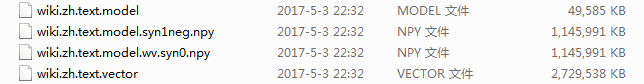 wiki.zh.text.model 2017-5-3 22:32 MODEL 文件 49,585 KB
wiki.zh.text.model.syn1neg.npy 2017-5-3 22:32 NPY 文件 1,145,991 KB
wiki.zh.text.model.wv.syn0.npy 2017-5-3 22:32 NPY 文件 1,145,991 KB
wiki.zh.text.vector 2017-5-3 22:32 VECTOR 文件 2,729,538 KB